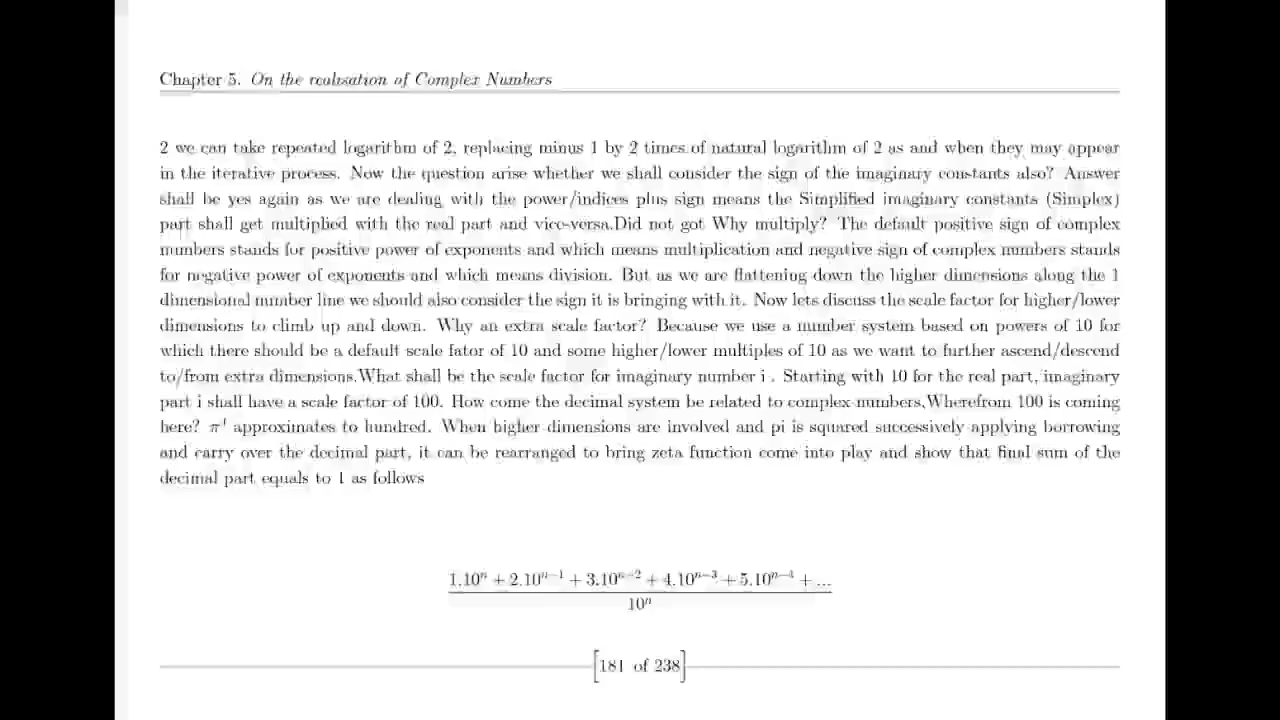 Chapter 5. On the realisation of Complex Numbers
2 we can take repeated logarithm of 2, replacing minus 1 by 2 times of natural logarithm of 2 as and when they may appear
in the iterative process. Now the question arise whether we shall consider the sign of the imaginary constants also? Answer
shall be yes again as we are dealing with the power/indices plus sign means the Simplified imaginary constants (Simplex)
part shall get multiplied with the real part and vice-versa.Did not got Why multiply? The default positive sign of complex
numbers stands for positive power of exponents and which means multiplication and negative sign of complex numbers stands
for negative power of exponents and which means division. But as we are flattening down the higher dimensions along the 1
dimensional number line we should also consider the sign it is bringing with it. Now lets discuss the scale factor for higher/lower
dimensions to climb up and down. Why an extra scale factor? Because we use a number system based on powers of 10 for
which there should be a default scale fator of 10 and some higher/lower multiples of 10 as we want to further ascend/descend
to/from extra dimensions.What shall be the scale factor for imaginary number i . Starting with 10 for the real part, imaginary
part i shall have a scale factor of 100. How come the decimal system be related to complex numbers,Wherefrom 100 is coming
here? π⁴ approximates to hundred. When higher dimensions are involved and pi is squared successively applying borrowing
and carry over the decimal part, it can be rearranged to bring zeta function come into play and show that final sum of the
decimal part equals to 1 as follows
1.10ⁿ + 2.10ⁿ⁻¹ + 3.10ⁿ⁻² + 4.10ⁿ⁻³ + 5.10ⁿ⁻⁴ + ...
10ⁿ
[181 of 238]